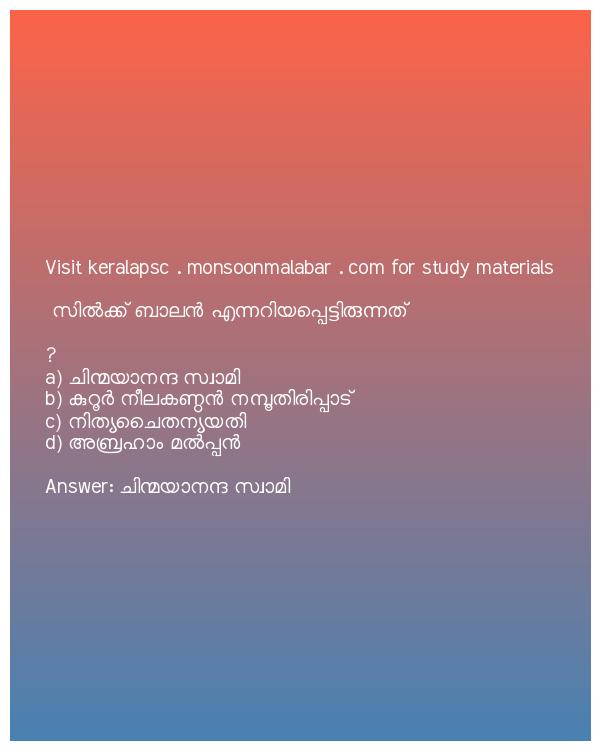 Visit keralapsc . monsoonmalabar . com for study materials
സിൽക്ക് ബാലൻ എന്നറിയപ്പെട്ടിരുന്നത്
?
a) ചിന്മയാനന്ദ സ്വാമി
b) കുറൂർ നീലകണ്ഠൻ നമ്പൂതിരിപ്പാട്
c) നിത്യചൈതന്യയതി
d) അബ്രഹാം മൽപ്പൻ
Answer: ചിന്മയാനന്ദ സ്വാമി